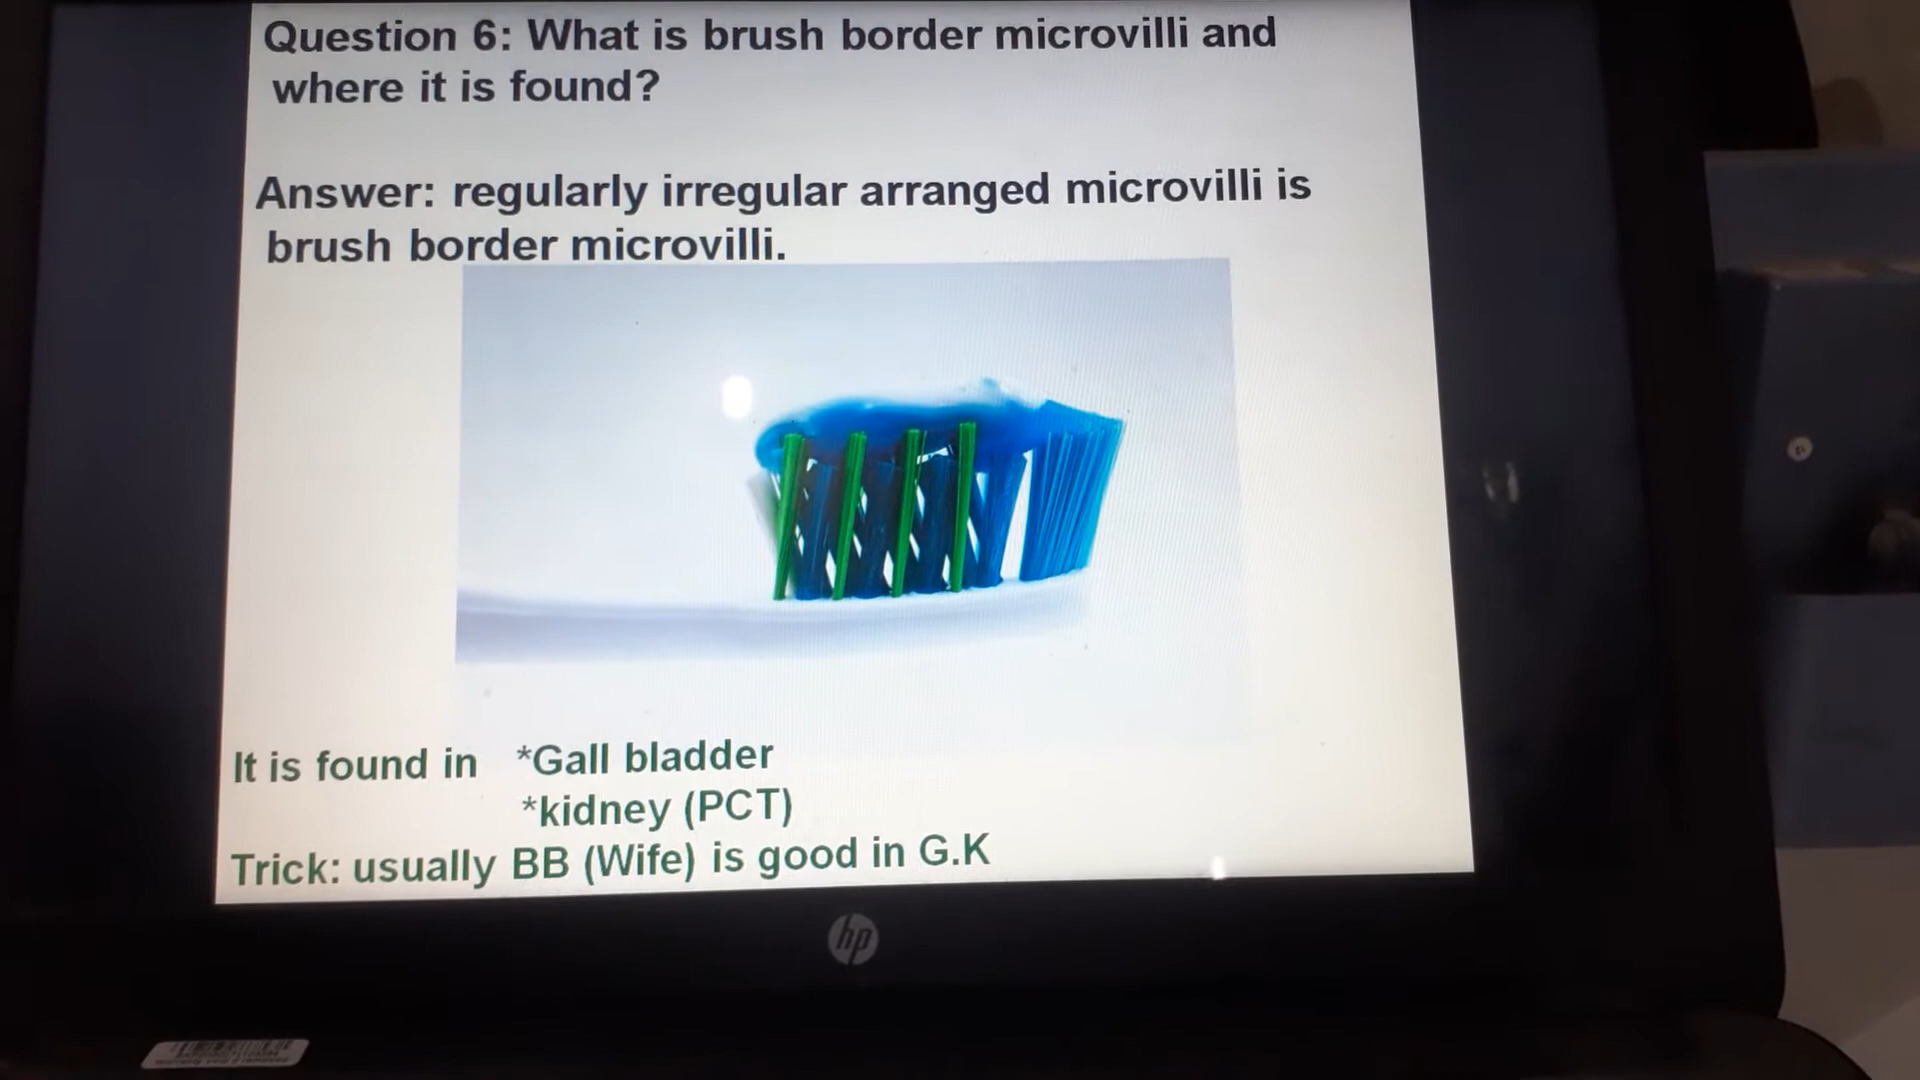 Question 6: What is brush border microvilli and
where it is found?
Answer: regularly irregular arranged microvilli is
brush border microvilli.
It is found in *Gall bladder
*kidney (PCT)
Trick: usually BB (Wife) is good in G.K
hp